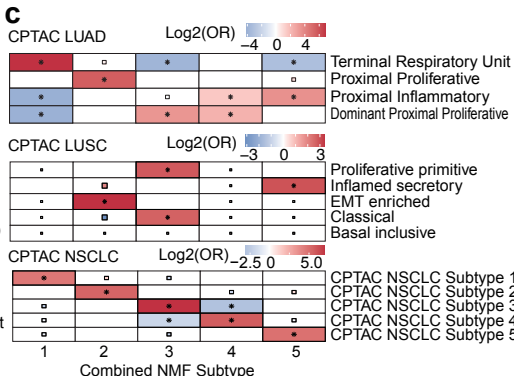 c
CPTAC LUAD Log2(OR) −4 0 4
Terminal Respiratory Unit
Proximal Proliferative
Proximal Inflammatory
Dominant Proximal Proliferative
CPTAC LUSC Log2(OR) −3 0 3
Proliferative primitive
Inflamed secretory
EMT enriched
Classical
Basal inclusive
CPTAC NSCLC Log2(OR) −2.5 0 5.0
CPTAC NSCLC Subtype 1
CPTAC NSCLC Subtype 2
CPTAC NSCLC Subtype 3
CPTAC NSCLC Subtype 4
CPTAC NSCLC Subtype 5
1 2 3 4 5
Combined NMF Subtype